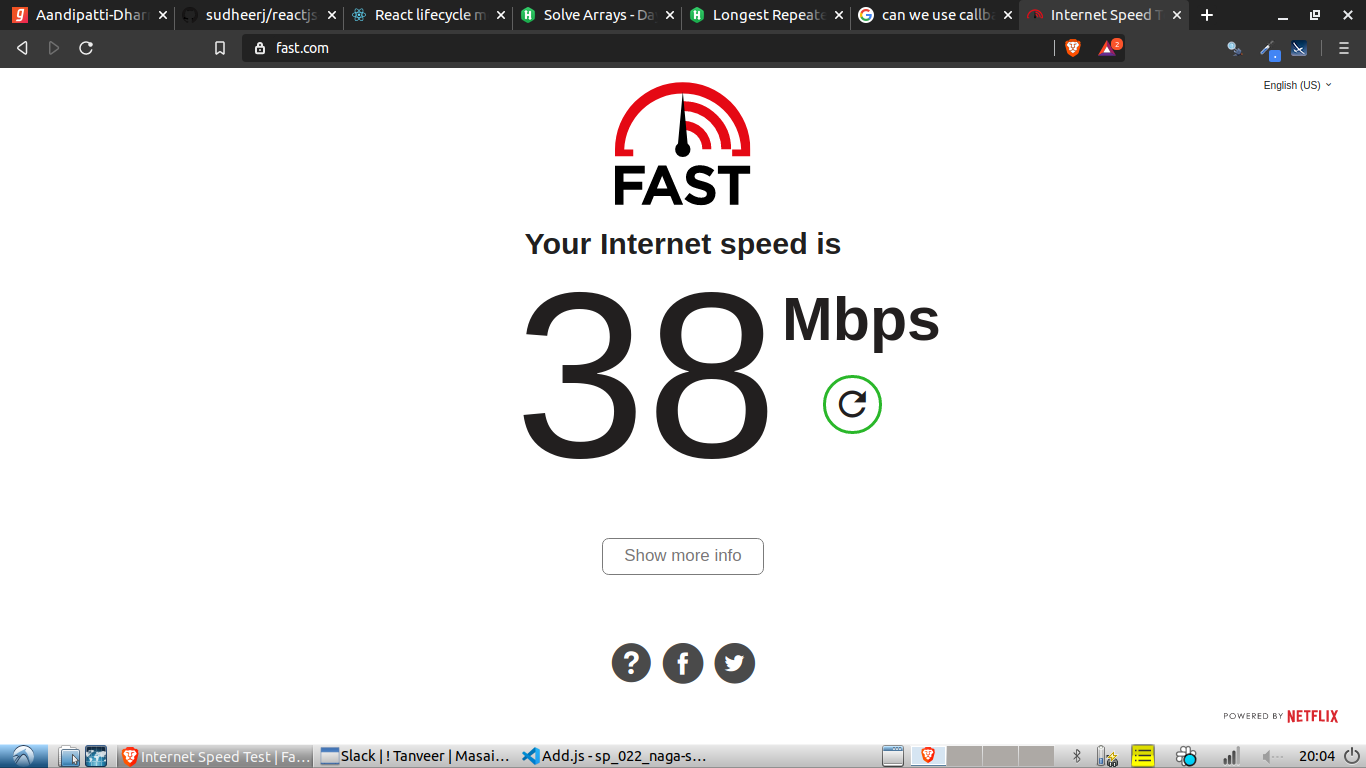 Aandipatti-Dhar
sudheerj/reactjs
React lifecycle m
Solve Arrays - Da
Longest Repeate
can we use callba
Internet Speed T
fast.com
2
English (US)
FAST
Your Internet speed is
38 Mbps
Show more info
POWERED BY NETFLIX
Internet Speed Test | Fa...
Slack | ! Tanveer | Masai...
Add.js - sp_022_naga-s...
20:04